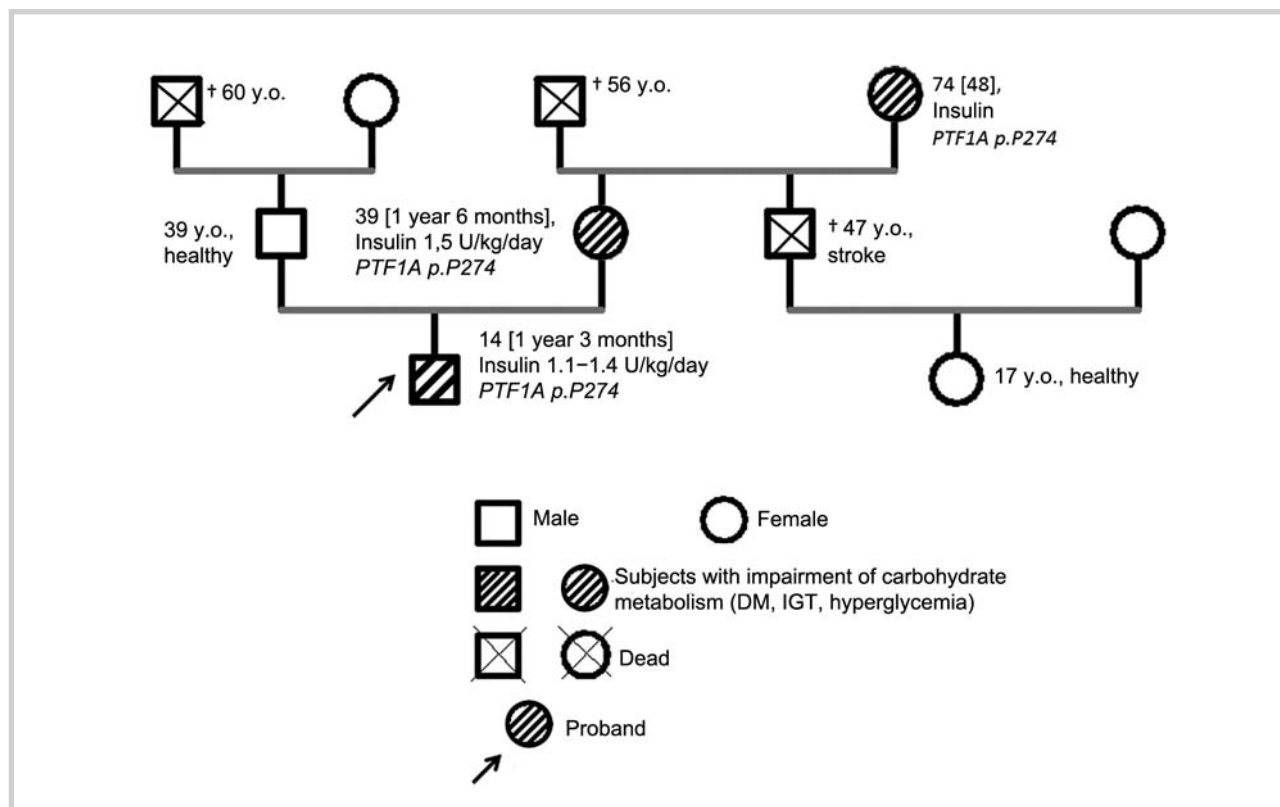 † 60 y.o.
† 56 y.o.
74 [48],
Insulin
PTF1A p.P274
39 y.o.,
healthy
39 [1 year 6 months],
Insulin 1,5 U/kg/day
PTF1A p.P274
† 47 y.o.,
stroke
14 [1 year 3 months]
Insulin 1.1–1.4 U/kg/day
PTF1A p.P274
17 y.o., healthy
Male
Female
Subjects with impairment of carbohydrate
metabolism (DM, IGT, hyperglycemia)
Dead
Proband